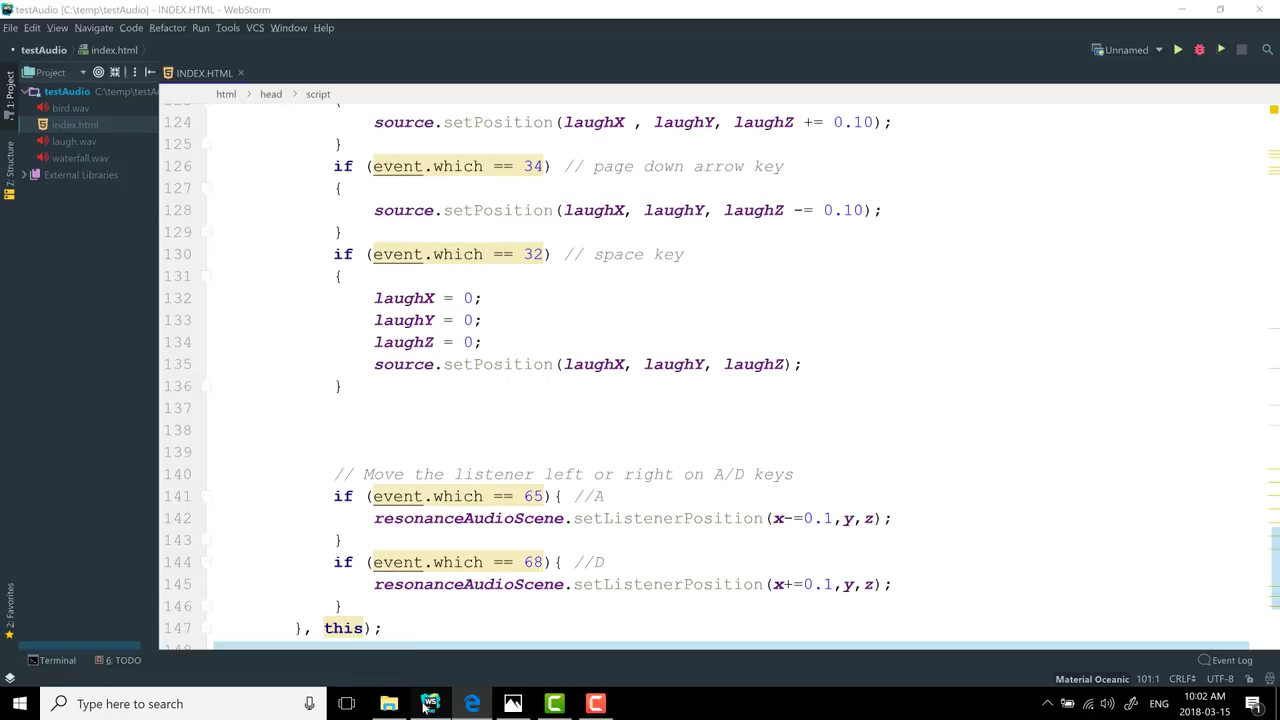 testAudio [C:\temp\testAudio] - ...\index.html - WebStorm
File Edit View Navigate Code Refactor Run Tools VCS Window Help
testAudio index.html Unnamed
1: Project
Project
INDEX.HTML
testAudio C:\temp\testAu
html head script
bird.wav
index.html
laugh.wav
waterfall.wav
External Libraries
7: Structure
2: Favorites
124 source.setPosition(laughX , laughY, laughZ += 0.10);
125 }
126 if (event.which == 34) // page down arrow key
127 {
128 source.setPosition(laughX, laughY, laughZ -= 0.10);
129 }
130 if (event.which == 32) // space key
131 {
132 laughX = 0;
133 laughY = 0;
134 laughZ = 0;
135 source.setPosition(laughX, laughY, laughZ);
136 }
137
138
139
140 // Move the listener left or right on A/D keys
141 if (event.which == 65){ //A
142 resonanceAudioScene.setListenerPosition(x-=0.1,y,z);
143 }
144 if (event.which == 68){ //D
145 resonanceAudioScene.setListenerPosition(x+=0.1,y,z);
146 }
147 }, this);
Terminal 6: TODO Event Log
Material Oceanic 101:1 CRLF UTF-8
Type here to search
WS
ENG
10:02 AM
2018-03-15
1